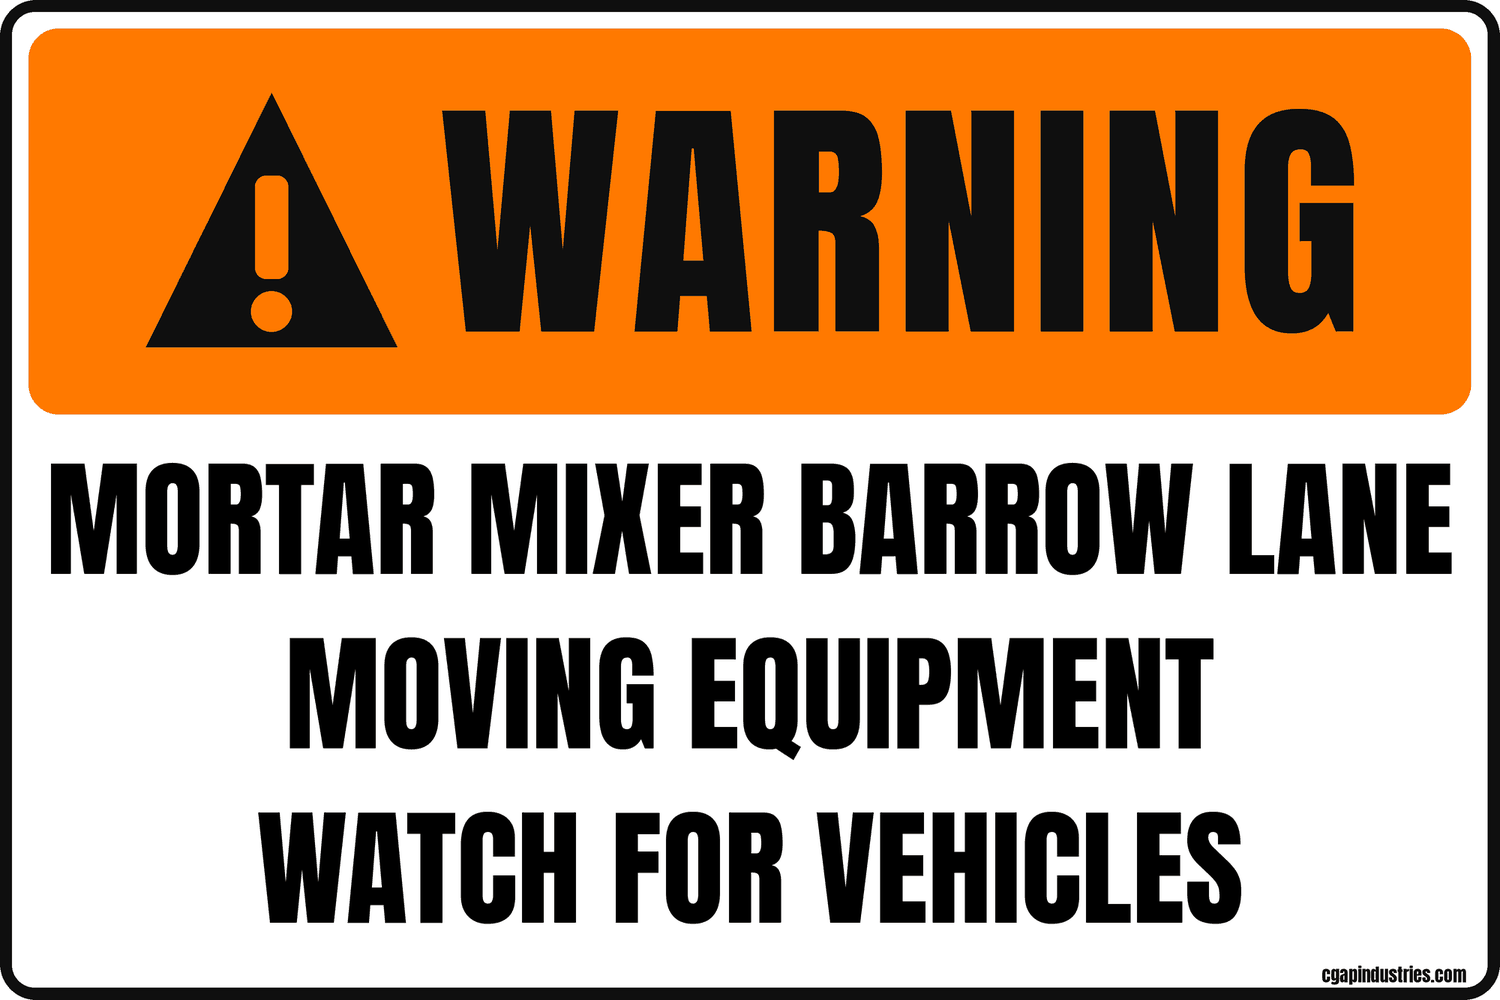 WARNING
MORTAR MIXER BARROW LANE
MOVING EQUIPMENT
WATCH FOR VEHICLES
cgapindustries.com